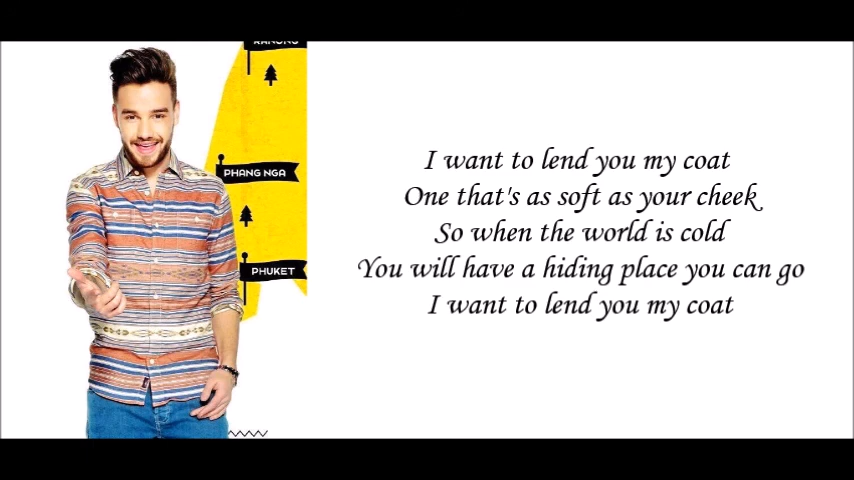 PHANG NGA
PHUKET
I want to lend you my coat
One that's as soft as your cheek
So when the world is cold
You will have a hiding place you can go
I want to lend you my coat